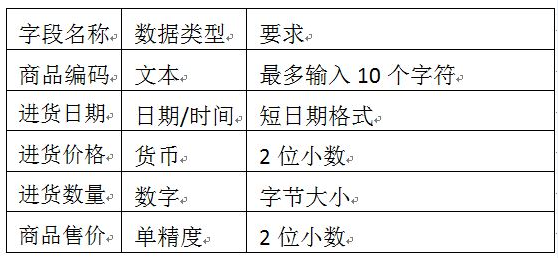 字段名称 数据类型 要求
商品编码 文本 最多输入 10 个字符
进货日期 日期/时间 短日期格式
进货价格 货币 2 位小数
进货数量 数字 字节大小
商品售价 单精度 2 位小数